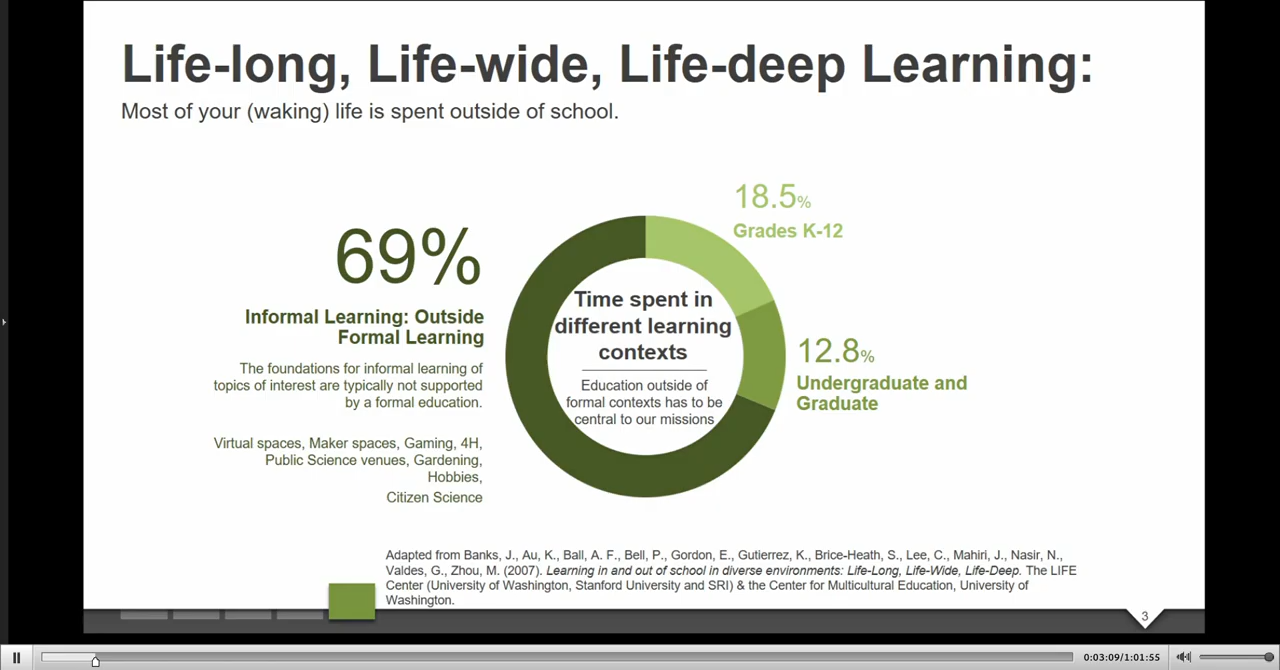 Life-long, Life-wide, Life-deep Learning:
Most of your (waking) life is spent outside of school.
69%
Informal Learning: Outside
Formal Learning
The foundations for informal learning of
topics of interest are typically not supported
by a formal education.
Virtual spaces, Maker spaces, Gaming, 4H,
Public Science venues, Gardening,
Hobbies,
Citizen Science
Time spent in
different learning
contexts
Education outside of
formal contexts has to be
central to our missions
18.5%
Grades K-12
12.8%
Undergraduate and
Graduate
Adapted from Banks, J., Au, K., Ball, A. F., Bell, P., Gordon, E., Gutierrez, K., Brice-Heath, S., Lee, C., Mahiri, J., Nasir, N.,
Valdes, G., Zhou, M. (2007). Learning in and out of school in diverse environments: Life-Long, Life-Wide, Life-Deep. The LIFE
Center (University of Washington, Stanford University and SRI) & the Center for Multicultural Education, University of
Washington.
3
0:03:09/1:01:55